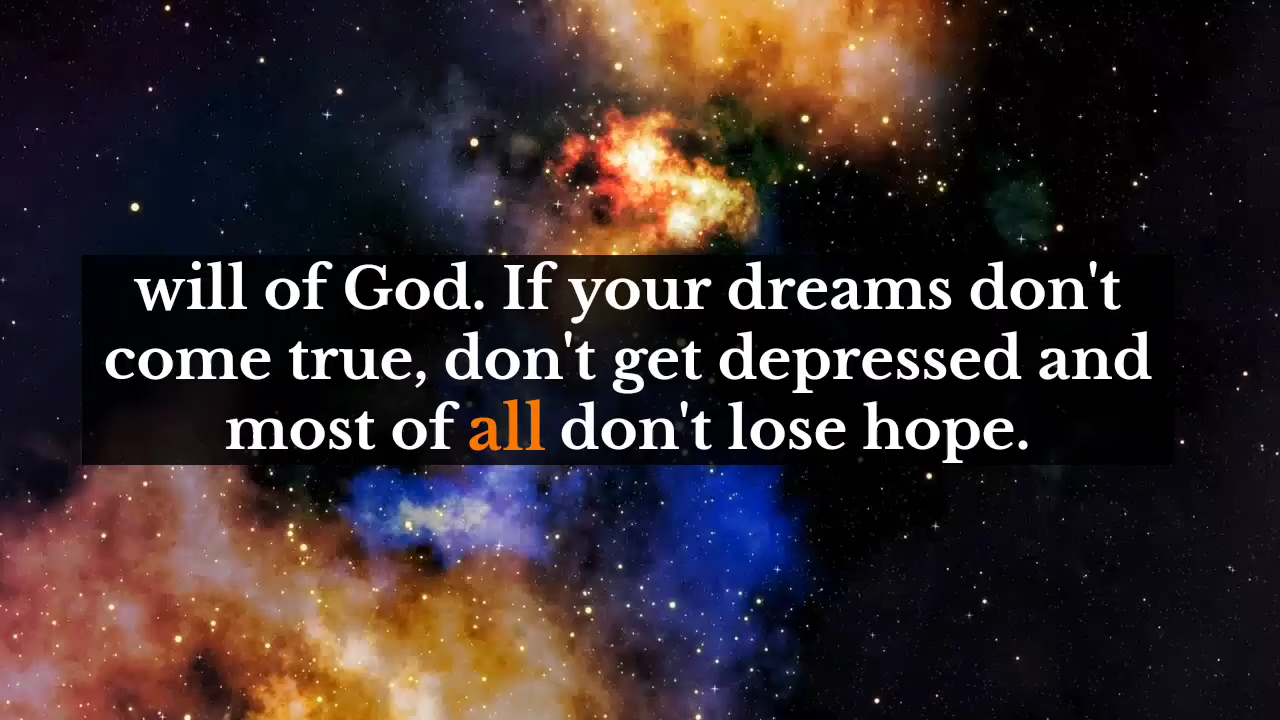 will of God. If your dreams don't
come true, don't get depressed and
most of all don't lose hope.